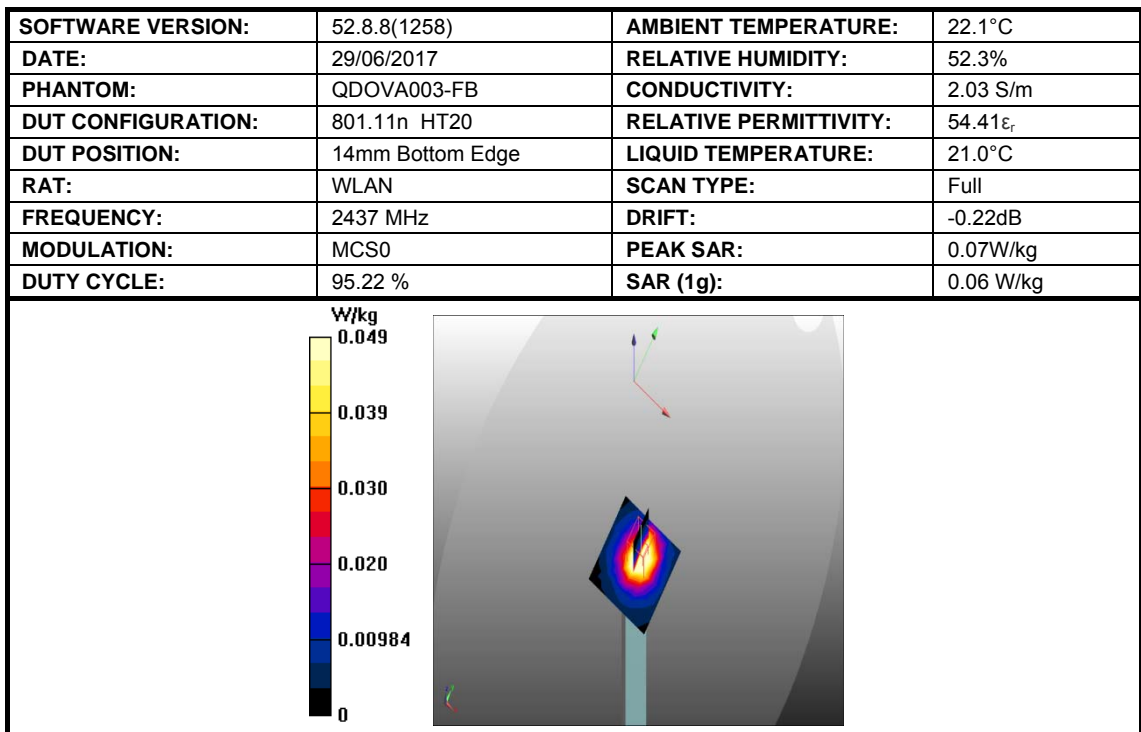 SOFTWARE VERSION: 52.8.8(1258) AMBIENT TEMPERATURE: 22.1°C
DATE: 29/06/2017 RELATIVE HUMIDITY: 52.3%
PHANTOM: QDOVA003-FB CONDUCTIVITY: 2.03 S/m
DUT CONFIGURATION: 801.11n HT20 RELATIVE PERMITTIVITY: 54.41εr
DUT POSITION: 14mm Bottom Edge LIQUID TEMPERATURE: 21.0°C
RAT: WLAN SCAN TYPE: Full
FREQUENCY: 2437 MHz DRIFT: -0.22dB
MODULATION: MCS0 PEAK SAR: 0.07W/kg
DUTY CYCLE: 95.22 % SAR (1g): 0.06 W/kg
W/kg
0.049
0.039
0.030
0.020
0.00984
0